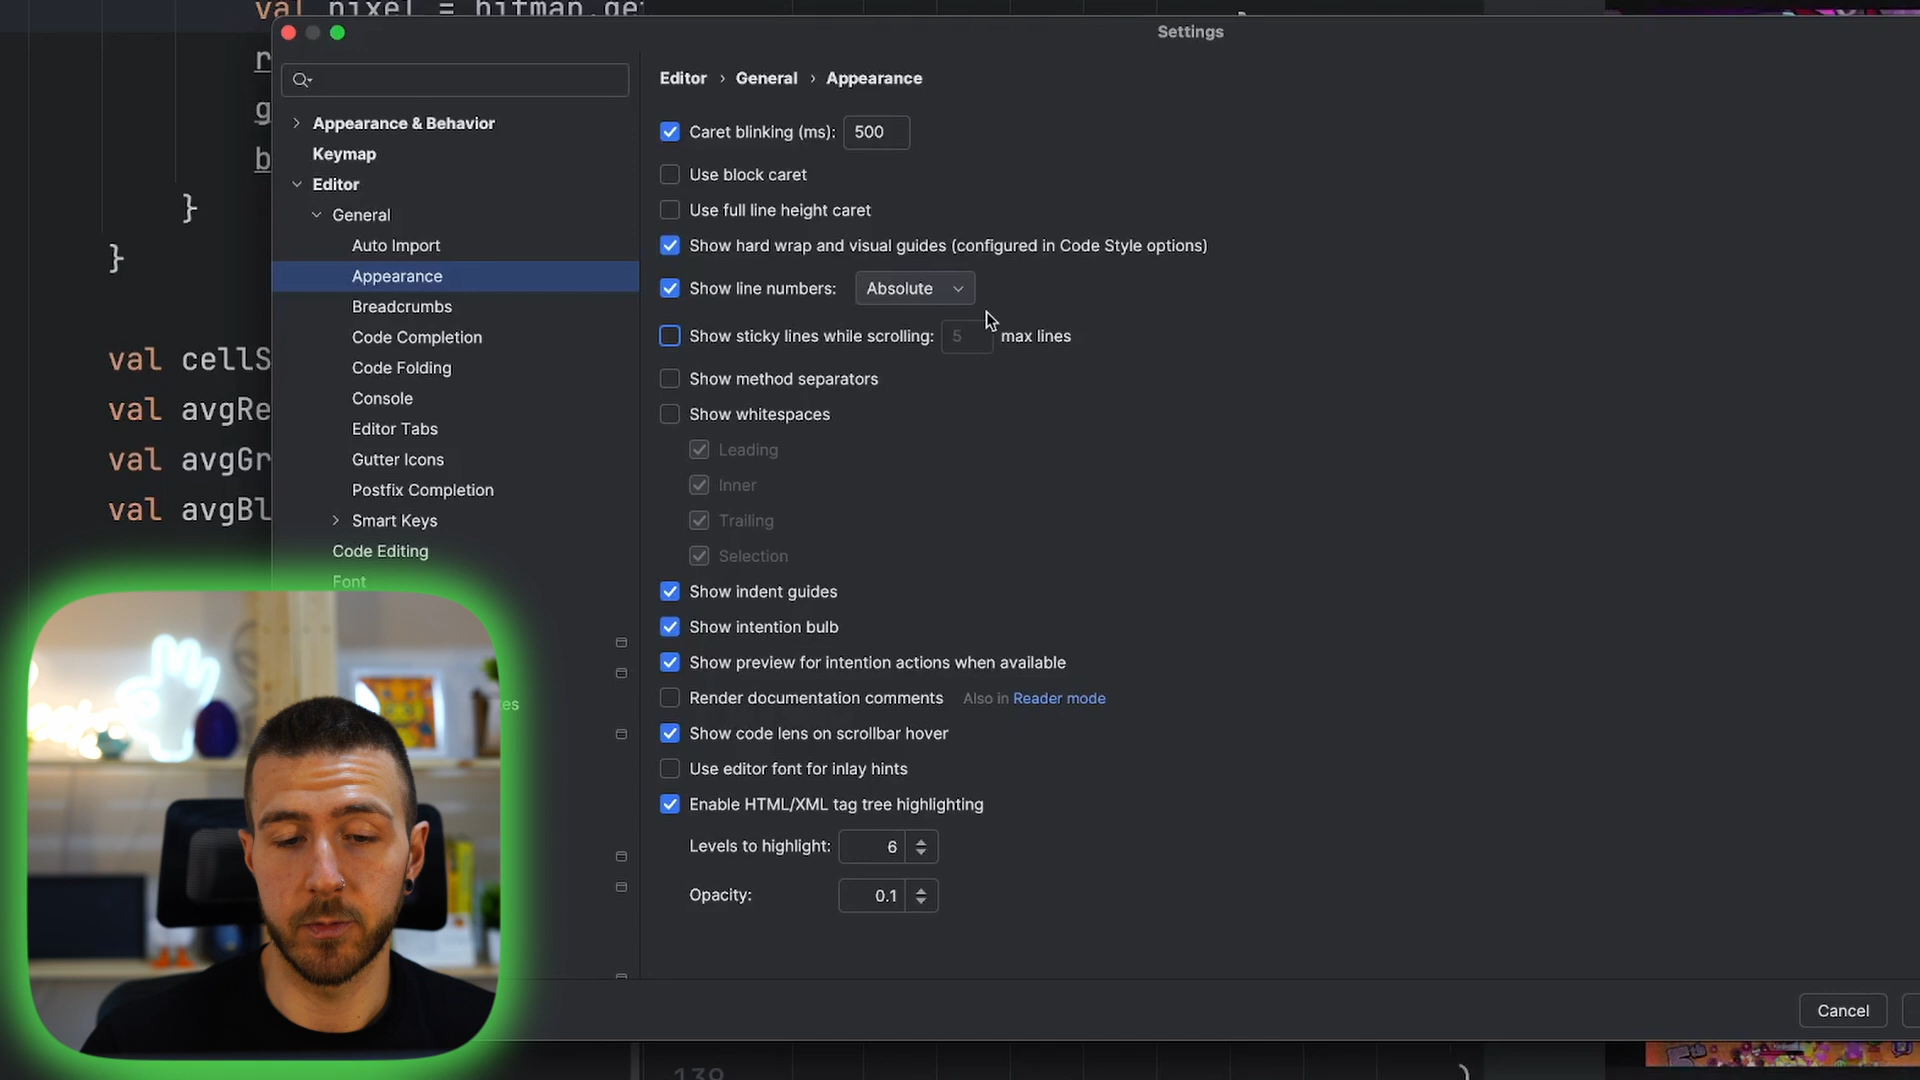 val pixel = bitmap.ge
Settings
r
g
b
}
}
val cellS
val avgRe
val avgGr
val avgBl
Appearance & Behavior
Keymap
Editor
General
Auto Import
Appearance
Breadcrumbs
Code Completion
Code Folding
Console
Editor Tabs
Gutter Icons
Postfix Completion
Smart Keys
Code Editing
Font
es
Editor › General › Appearance
Caret blinking (ms): 500
Use block caret
Use full line height caret
Show hard wrap and visual guides (configured in Code Style options)
Show line numbers: Absolute
Show sticky lines while scrolling: 5 max lines
Show method separators
Show whitespaces
Leading
Inner
Trailing
Selection
Show indent guides
Show intention bulb
Show preview for intention actions when available
Render documentation comments Also in Reader mode
Show code lens on scrollbar hover
Use editor font for inlay hints
Enable HTML/XML tag tree highlighting
Levels to highlight: 6
Opacity: 0.1
Cancel
139 )